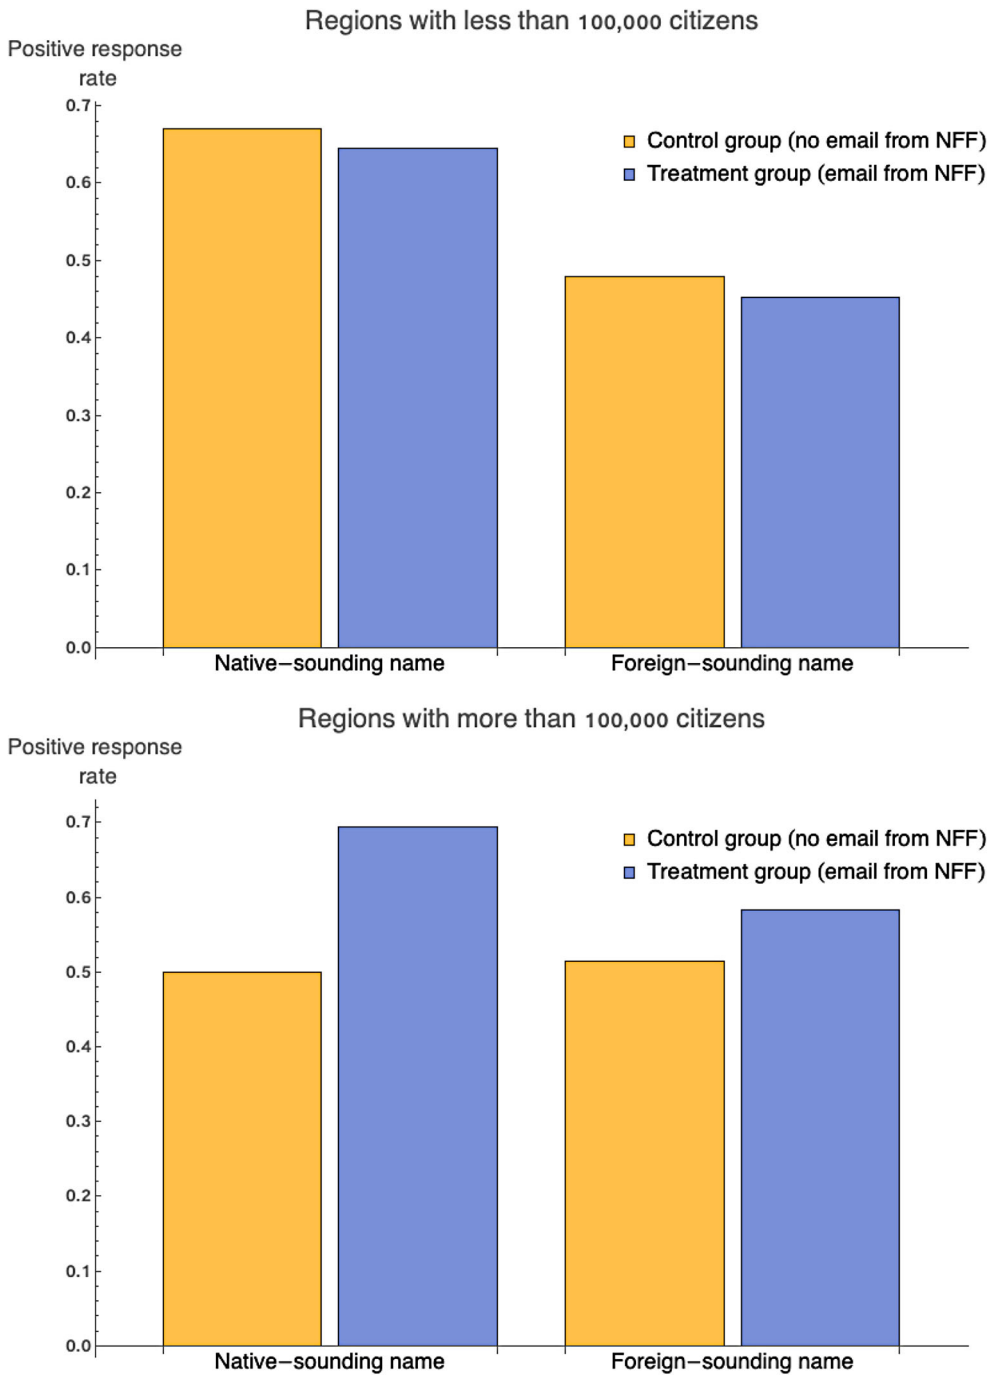 Regions with less than 100,000 citizens
Positive response
rate
0.7
Control group (no email from NFF)
Treatment group (email from NFF)
0.6
0.5
0.4
0.3
0.2
0.1
0.0
Native−sounding name Foreign−sounding name
Regions with more than 100,000 citizens
Positive response
rate
0.7
Control group (no email from NFF)
Treatment group (email from NFF)
0.6
0.5
0.4
0.3
0.2
0.1
0.0
Native−sounding name Foreign−sounding name